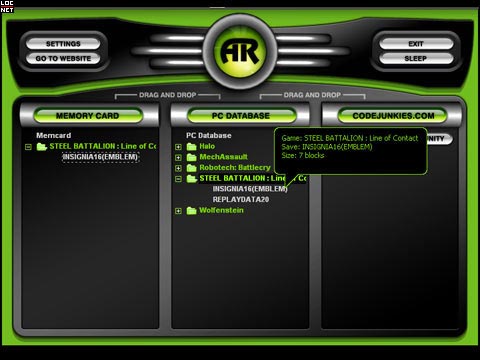 LOC
NET
SETTINGS
GO TO WEBSITE
AR
EXIT
SLEEP
DRAG AND DROP
DRAG AND DROP
MEMORY CARD
PC DATABASE
CODEJUNKIES.COM
Memcard
STEEL BATTALION : Line of Co
INSIGNIA16(EMBLEM)
PC Database
Halo
MechAssault
Robotech: Battlecry
STEEL BATTALION : Line of Co
INSIGNIA16(EMBLEM)
REPLAYDATA20
Wolfenstein
Game: STEEL BATTALION : Line of Contact
Save: INSIGNIA16(EMBLEM)
Size: 7 blocks